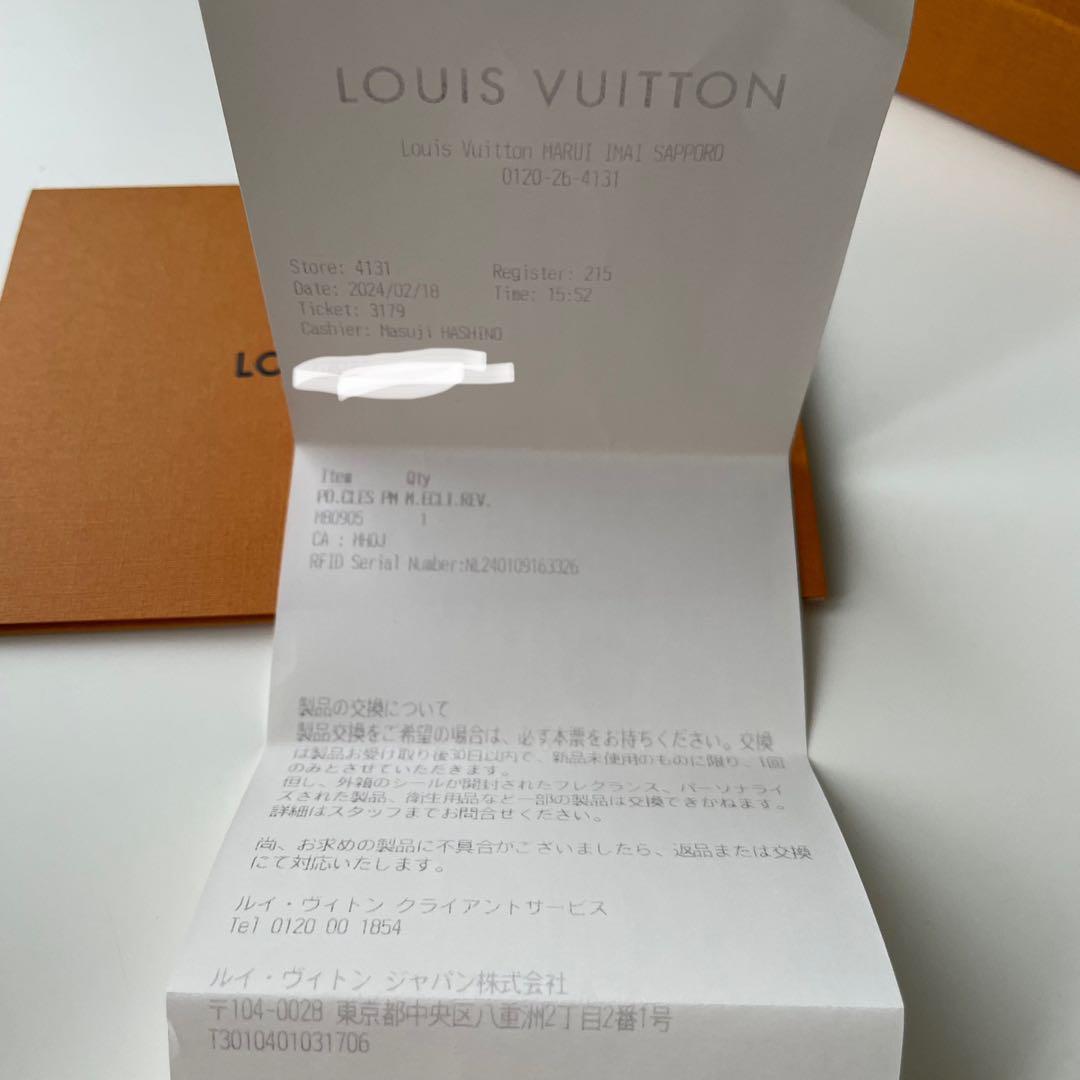 LOUIS VUITTON
Louis Vuitton MARUI IMAI SAPPORO
0120-26-4131
Store: 4131 Register: 215
Date: 2024/02/18 Time: 15:52
Ticket: 3179
Cashier: Masuji HASHINO
LO
Item Qty
PO.CLES PM M.ECLI.REV.
M80905 1
CA : MHOJ
RFID Serial Number:NL240109163326
製品の交換について
製品交換をご希望の場合は、必ず本票をお持ちください。交換
は製品お受け取り後30日以内で、新品未使用のものに限り、1回
のみとさせていただきます。
但し、外箱のシールが開封されたフレグランス、パーソナライ
ズされた製品、衛生用品など一部の製品は交換できかねます。
詳細はスタッフまでお問合せください。
尚、お求めの製品に不具合がございましたら、返品または交換
にて対応いたします。
ルイ・ヴィトン クライアントサービス
Tel 0120 00 1854
ルイ・ヴィトン ジャパン株式会社
〒104-0028 東京都中央区八重洲2丁目2番1号
T3010401031706